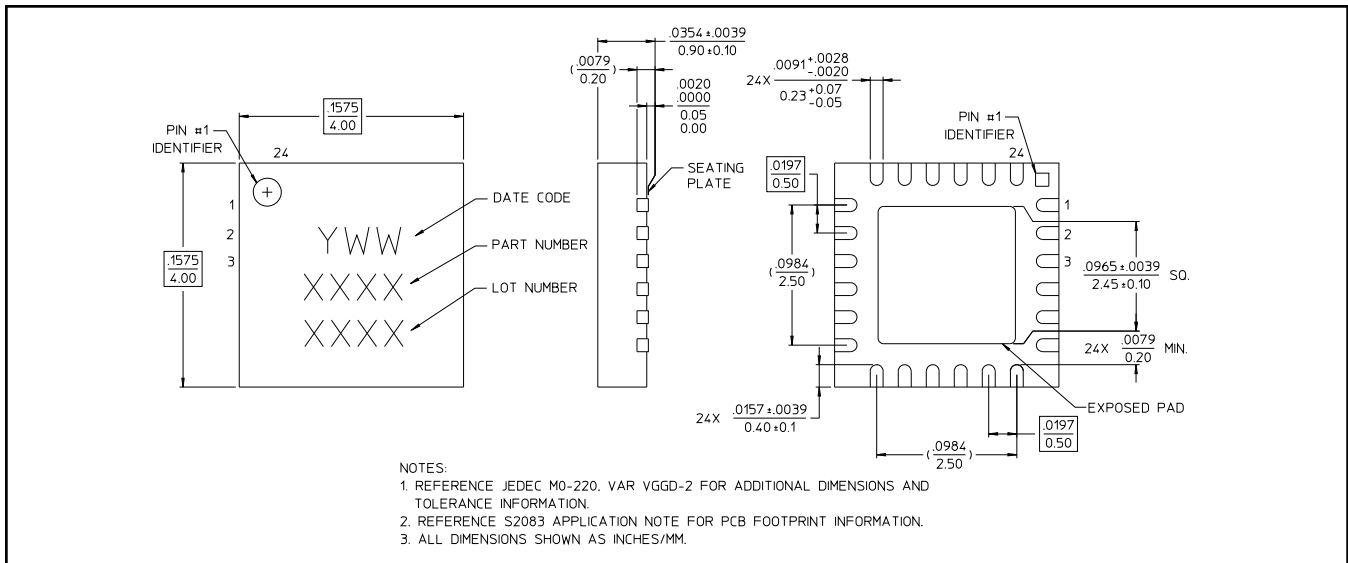 .0354 ±.0039
0.90 ±0.10
( .0079 )
0.20
.0020
.0000
0.05
0.00
24X .0091 +.0028 -.0020
0.23 +0.07 -0.05
.1575
4.00
PIN #1
IDENTIFIER
24
PIN #1
IDENTIFIER
24
SEATING
PLATE
.0197
0.50
DATE CODE
1
2
3
YWW
PART NUMBER
XXXX
LOT NUMBER
XXXX
.1575
4.00
( .0984 )
2.50
1
2
3
.0965 ±.0039 SQ.
2.45 ±0.10
24X .0079 MIN.
0.20
EXPOSED PAD
24X .0157 ±.0039
0.40 ±0.1
.0197
0.50
( .0984 )
2.50
NOTES:
1. REFERENCE JEDEC M0-220, VAR VGGD-2 FOR ADDITIONAL DIMENSIONS AND
TOLERANCE INFORMATION.
2. REFERENCE S2083 APPLICATION NOTE FOR PCB FOOTPRINT INFORMATION.
3. ALL DIMENSIONS SHOWN AS INCHES/MM.